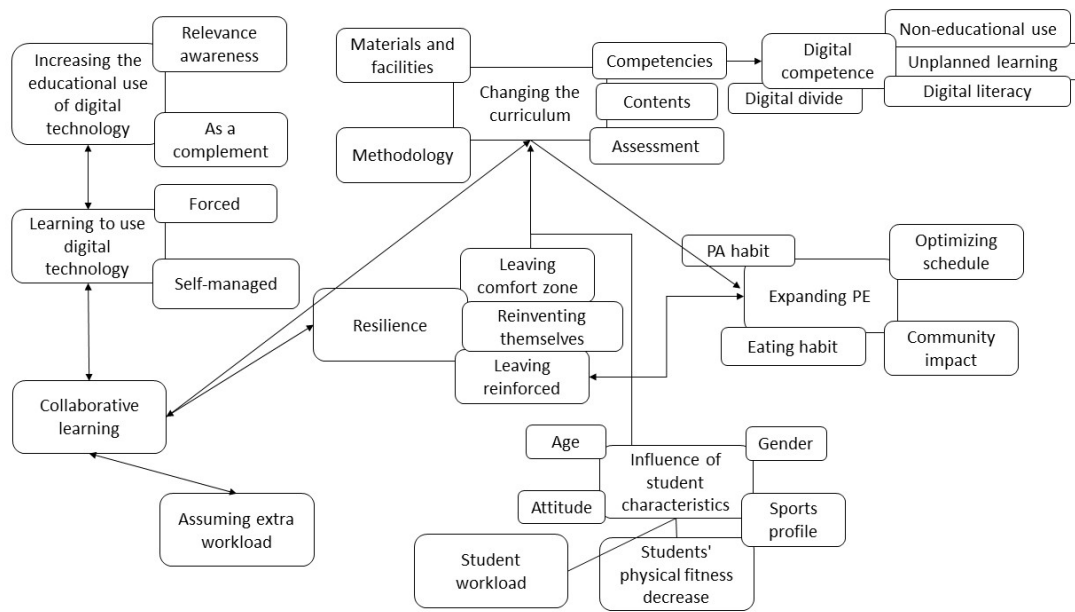 Relevance
awareness
Increasing the
educational use
of digital
technology
As a
complement
Forced
Learning to use
digital
technology
Self-managed
Collaborative
learning
Assuming extra
workload
Materials and
facilities
Changing the
curriculum
Methodology
Competencies
Contents
Assessment
Digital
competence
Digital divide
Non-educational use
Unplanned learning
Digital literacy
Resilience
Leaving
comfort zone
Reinventing
themselves
Leaving
reinforced
PA habit
Optimizing
schedule
Expanding PE
Eating habit
Community
impact
Age
Gender
Influence of
student
characteristics
Attitude
Sports
profile
Student
workload
Students'
physical fitness
decrease